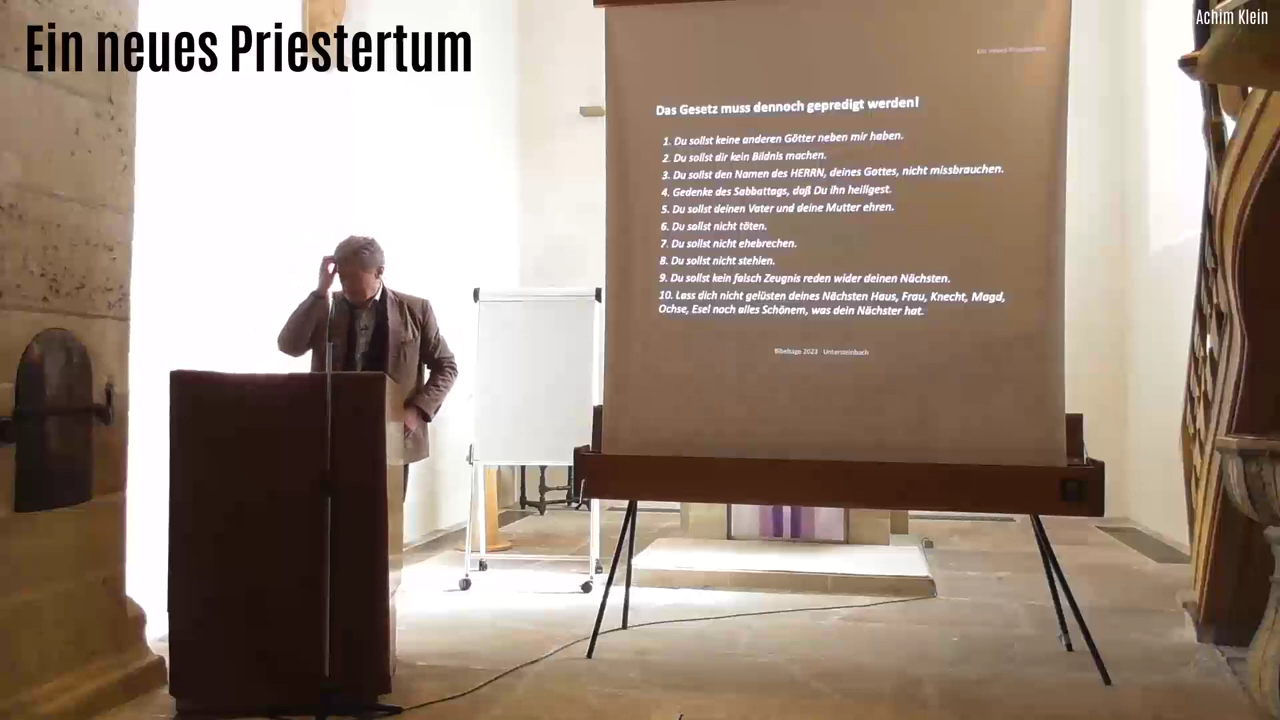 Ein neues Priestertum
Achim Klein
Ein neues Priestertum
Das Gesetz muss dennoch gepredigt werden!
1. Du sollst keine anderen Götter neben mir haben.
2. Du sollst dir kein Bildnis machen.
3. Du sollst den Namen des HERRN, deines Gottes, nicht missbrauchen.
4. Gedenke des Sabbattags, daß Du ihn heiligest.
5. Du sollst deinen Vater und deine Mutter ehren.
6. Du sollst nicht töten.
7. Du sollst nicht ehebrechen.
8. Du sollst nicht stehlen.
9. Du sollst kein falsch Zeugnis reden wider deinen Nächsten.
10. Lass dich nicht gelüsten deines Nächsten Haus, Frau, Knecht, Magd,
Ochse, Esel noch alles Schönem, was dein Nächster hat.
Bibeltage 2023 Untersteinbach